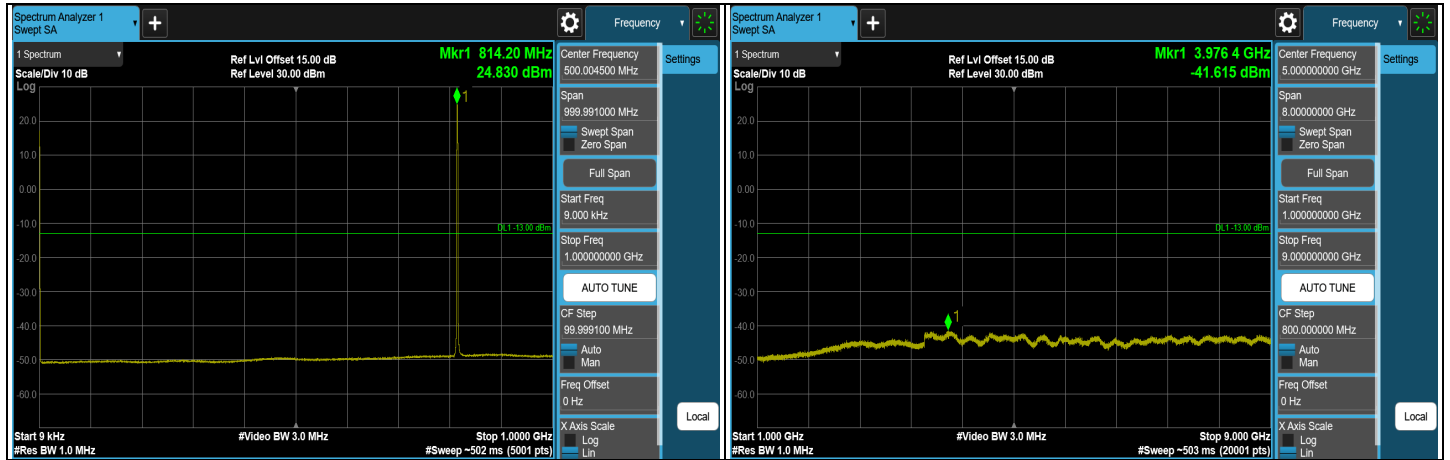 Spectrum Analyzer 1
Swept SA
+
Frequency
1 Spectrum
Scale/Div 10 dB
Log
Ref Lvl Offset 15.00 dB
Ref Level 30.00 dBm
Mkr1 814.20 MHz
24.830 dBm
1
20.0
10.0
0.00
-10.0
-20.0
-30.0
-40.0
-50.0
-60.0
DL1 -13.00 dBm
Start 9 kHz
#Res BW 1.0 MHz
#Video BW 3.0 MHz
Stop 1.0000 GHz
#Sweep ~502 ms (5001 pts)
Center Frequency
500.004500 MHz
Span
999.991000 MHz
Swept Span
Zero Span
Full Span
Start Freq
9.000 kHz
Stop Freq
1.000000000 GHz
AUTO TUNE
CF Step
99.999100 MHz
Auto
Man
Freq Offset
0 Hz
X Axis Scale
Log
Lin
Settings
Local
Spectrum Analyzer 1
Swept SA
+
Frequency
1 Spectrum
Scale/Div 10 dB
Log
Ref Lvl Offset 15.00 dB
Ref Level 30.00 dBm
Mkr1 3.976 4 GHz
-41.615 dBm
20.0
10.0
0.00
-10.0
-20.0
-30.0
-40.0
-50.0
-60.0
DL1 -13.00 dBm
1
Start 1.000 GHz
#Res BW 1.0 MHz
#Video BW 3.0 MHz
Stop 9.000 GHz
#Sweep ~503 ms (20001 pts)
Center Frequency
5.000000000 GHz
Span
8.00000000 GHz
Swept Span
Zero Span
Full Span
Start Freq
1.000000000 GHz
Stop Freq
9.000000000 GHz
AUTO TUNE
CF Step
800.000000 MHz
Auto
Man
Freq Offset
0 Hz
X Axis Scale
Log
Lin
Settings
Local